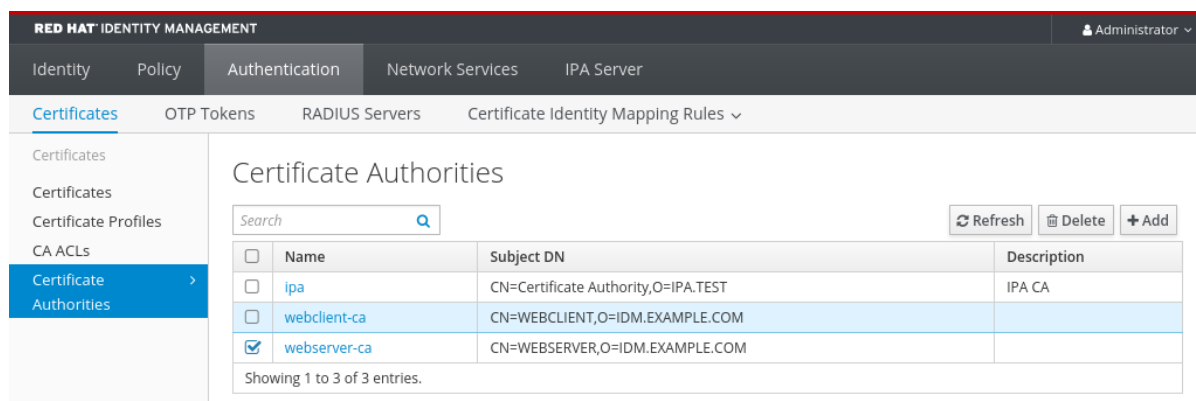 RED HAT® IDENTITY MANAGEMENT Administrator
Identity Policy Authentication Network Services IPA Server
Certificates OTP Tokens RADIUS Servers Certificate Identity Mapping Rules
Certificates
Certificates
Certificate Profiles
CA ACLs
Certificate
Authorities
Certificate Authorities
Search Refresh Delete + Add
Name Subject DN Description
ipa CN=Certificate Authority,O=IPA.TEST IPA CA
webclient-ca CN=WEBCLIENT,O=IDM.EXAMPLE.COM
webserver-ca CN=WEBSERVER,O=IDM.EXAMPLE.COM
Showing 1 to 3 of 3 entries.